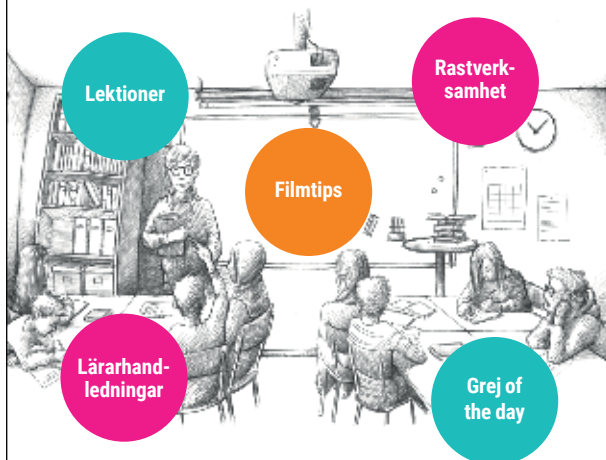 Lektioner
Rastverk-
samhet
Filmtips
Lärarhand-
ledningar
Grej of
the day